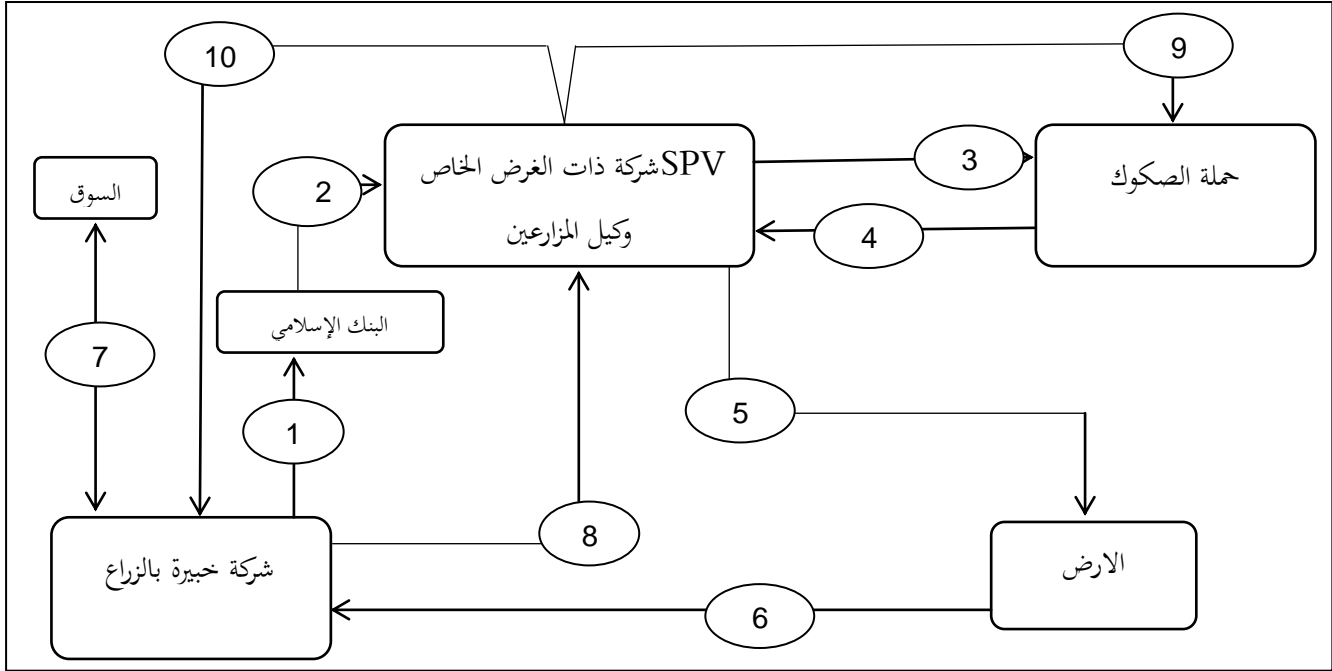 10
9
SPVشركة ذات الغرض الخاص
وكيل المزارعين
3
حملة الصكوك
السوق
2
4
البنك الإسلامي
7
1
5
شركة خبيرة بالزراع
8
الارض
6